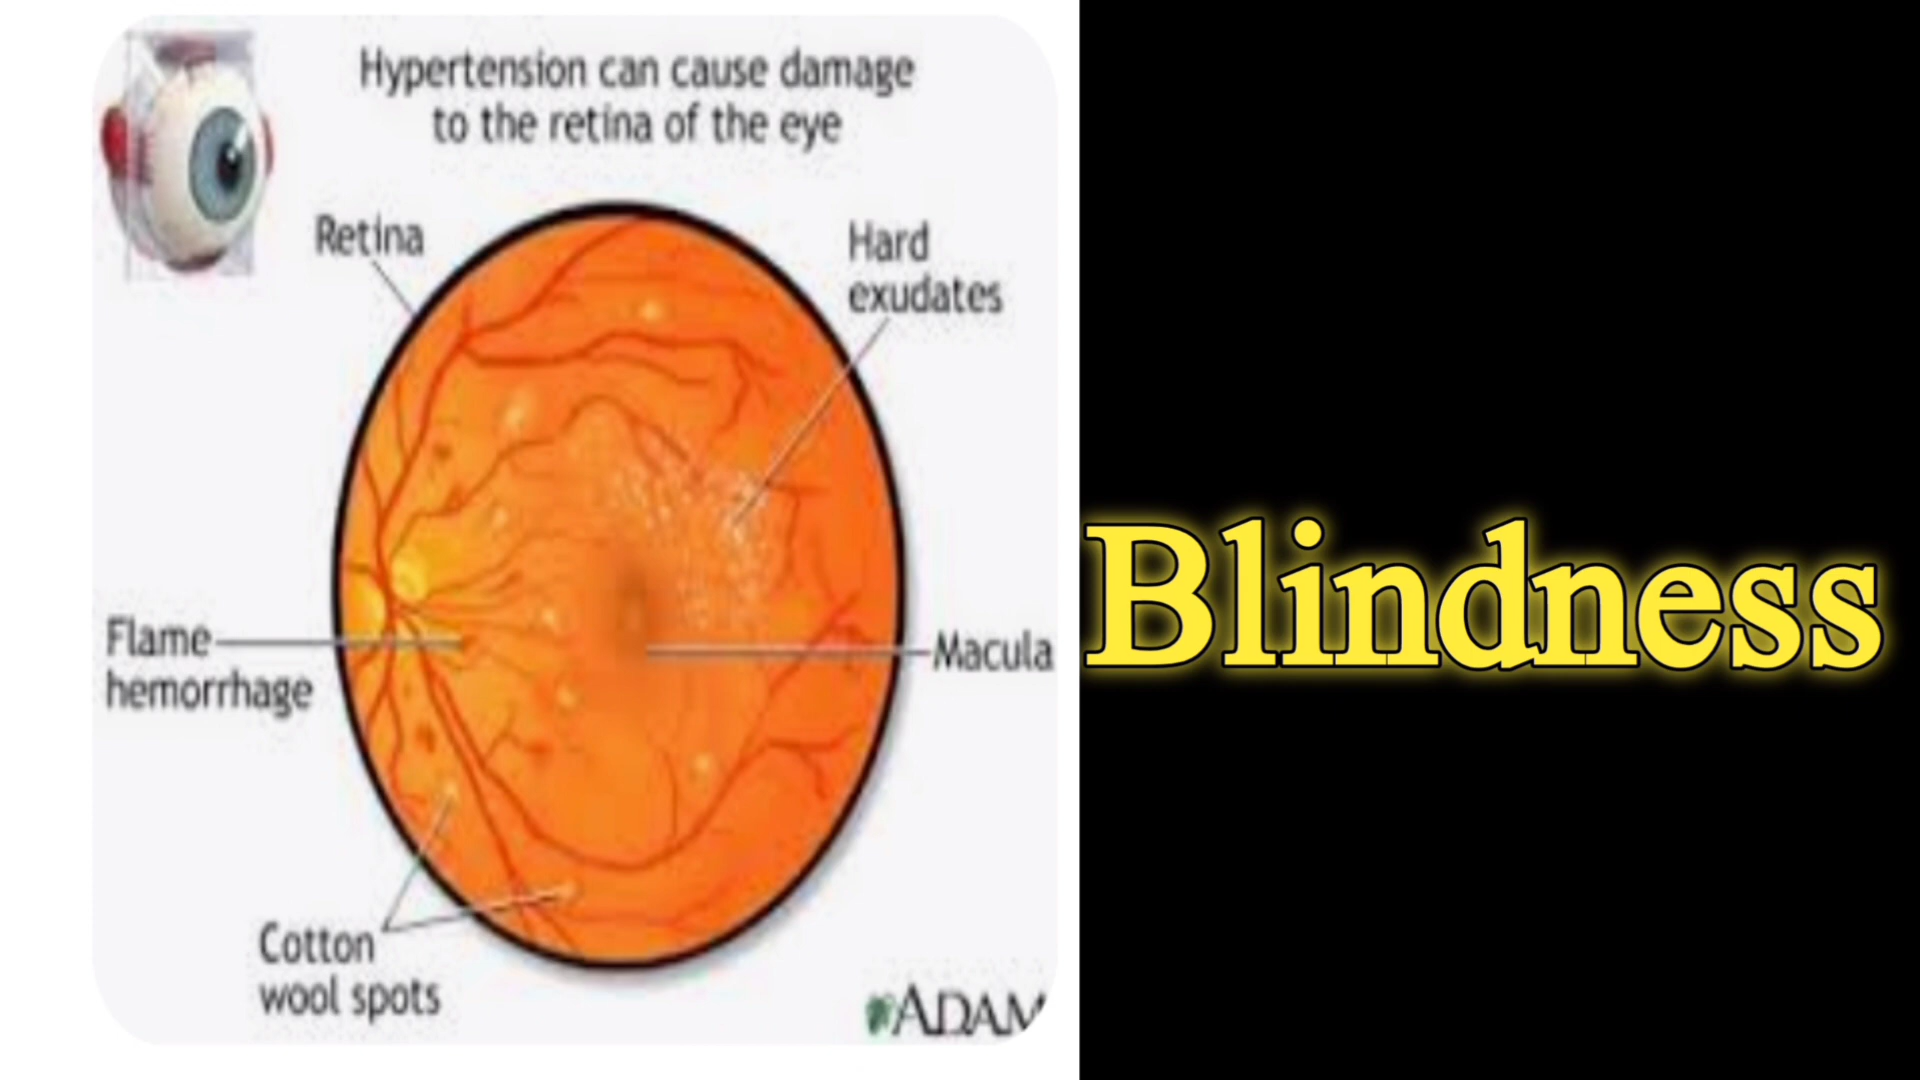 Hypertension can cause damage
to the retina of the eye
Retina
Hard
exudates
Flame
hemorrhage
Macula
Cotton
wool spots
ADAM
Blindness